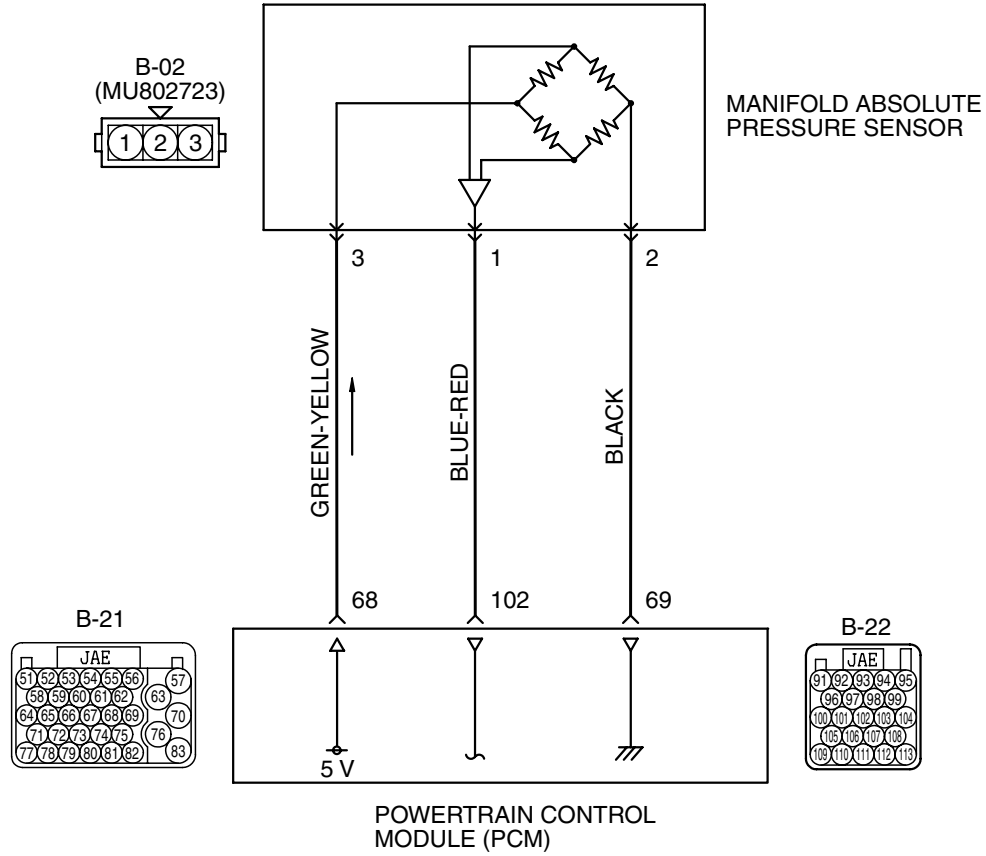 B-02
(MU802723)
1 2 3
MANIFOLD ABSOLUTE
PRESSURE SENSOR
3 1 2
GREEN-YELLOW
BLUE-RED
BLACK
68 102 69
B-21
JAE
51 52 53 54 55 56 57
58 59 60 61 62 63
64 65 66 67 68 69 70
71 72 73 74 75 76
77 78 79 80 81 82 83
B-22
JAE
91 92 93 94 95
96 97 98 99
100 101 102 103 104
105 106 107 108
109 110 111 112 113
5 V
POWERTRAIN CONTROL
MODULE (PCM)